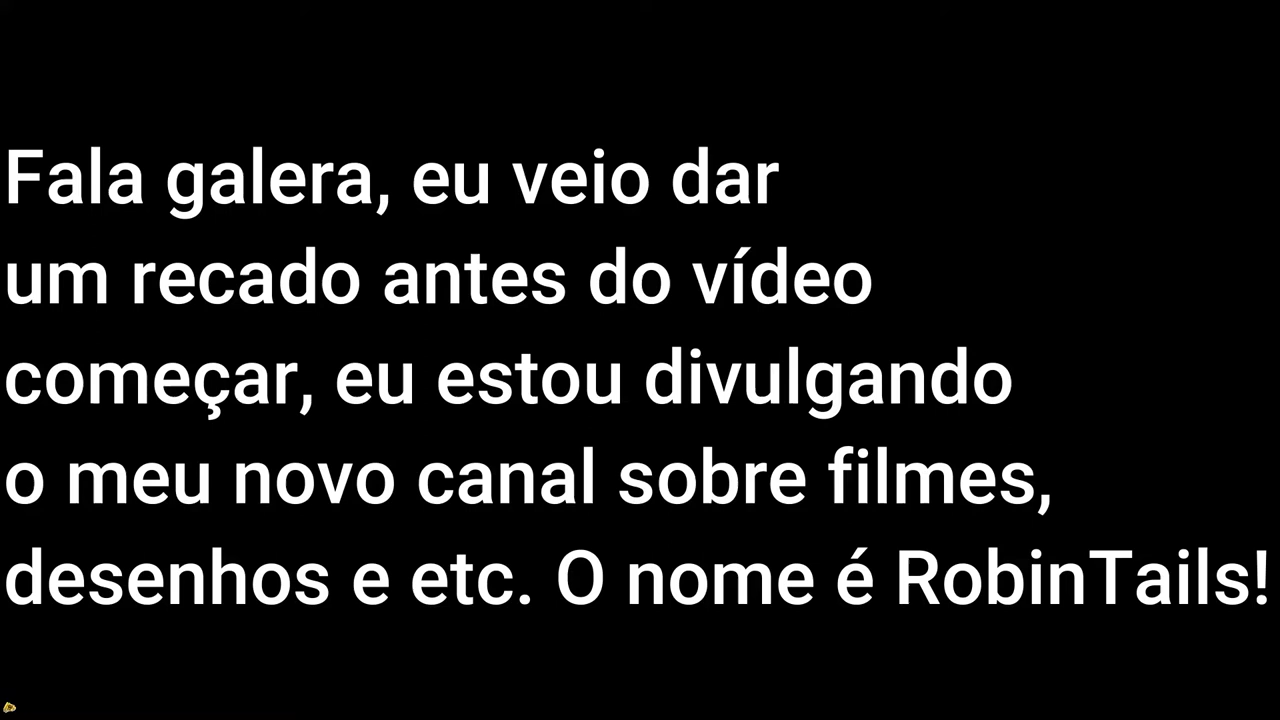 Fala galera, eu veio dar
um recado antes do vídeo
começar, eu estou divulgando
o meu novo canal sobre filmes,
desenhos e etc. O nome é RobinTails!